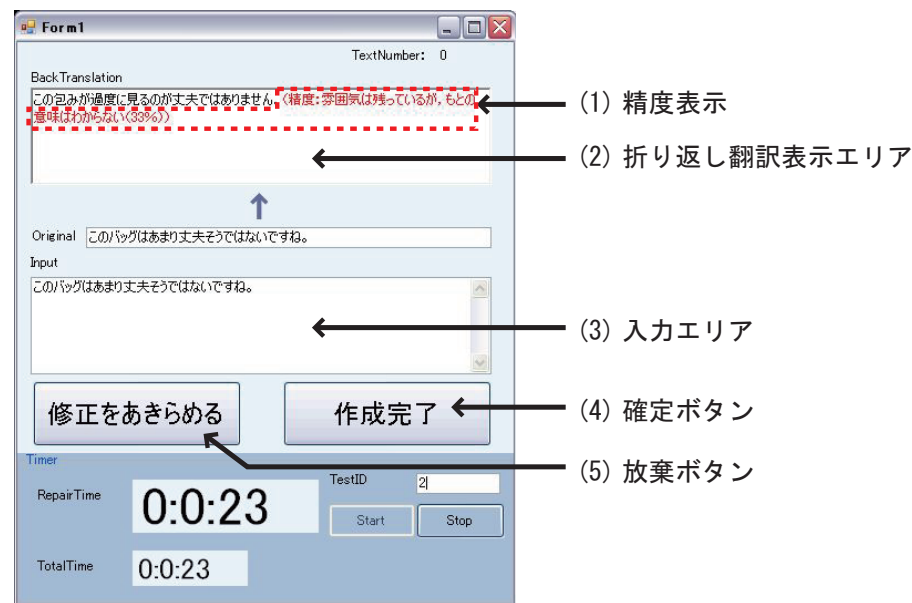 Form1
TextNumber: 0
BackTranslation
この包みが過度に見るのが丈夫ではありません。(精度:雰囲気は残っているが,もとの
意味はわからない(33%))
(1) 精度表示
(2) 折り返し翻訳表示エリア
Original このバッグはあまり丈夫そうではないですね。
Input
このバッグはあまり丈夫そうではないですね。
(3) 入力エリア
修正をあきらめる 作成完了
(4) 確定ボタン
(5) 放棄ボタン
Timer
TestID 2
RepairTime 0:0:23
Start Stop
TotalTime 0:0:23